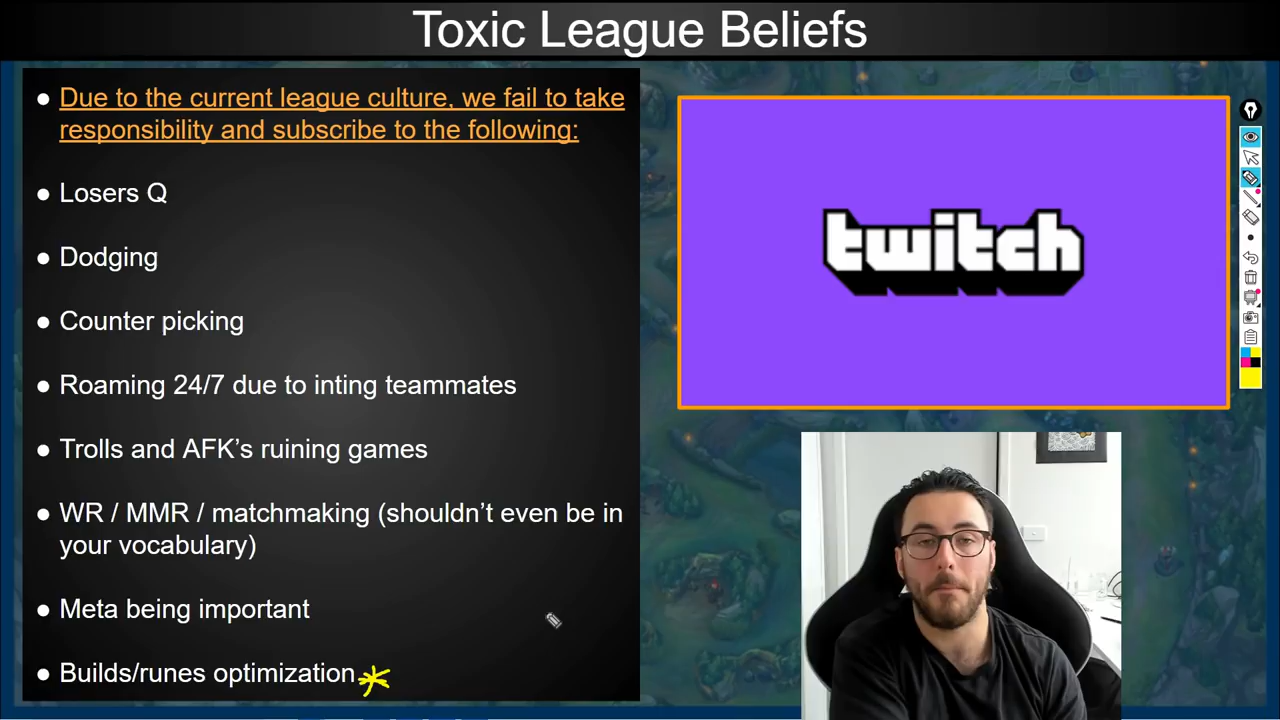 Toxic League Beliefs
● Due to the current league culture, we fail to take
responsibility and subscribe to the following:
● Losers Q
● Dodging
● Counter picking
● Roaming 24/7 due to inting teammates
● Trolls and AFK’s ruining games
● WR / MMR / matchmaking (shouldn’t even be in
your vocabulary)
● Meta being important
● Builds/runes optimization
twitch